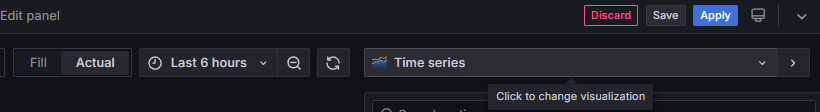 Edit panel
Discard
Save
Apply
Fill
Actual
Last 6 hours
Time series
Click to change visualization